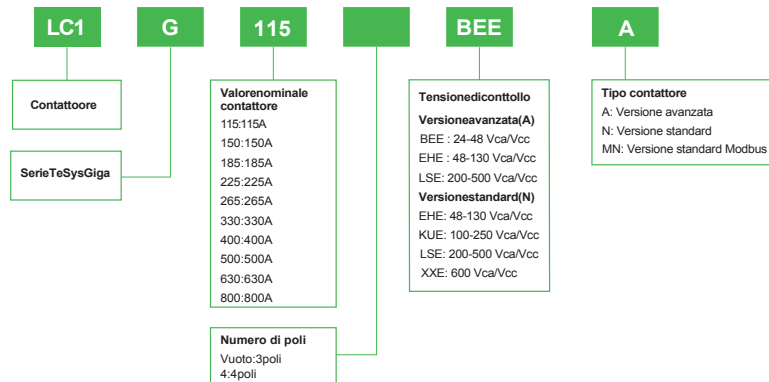 LC1
G
115
BEE
A
Contattoore
SerieTeSysGiga
Valorenominale
contattore
115:115A
150:150A
185:185A
225:225A
265:265A
330:330A
400:400A
500:500A
630:630A
800:800A
Numero di poli
Vuoto:3poli
4:4poli
Tensionediconttollo
Versioneavanzata(A)
BEE : 24-48 Vca/Vcc
EHE : 48-130 Vca/Vcc
LSE: 200-500 Vca/Vcc
Versionestandard(N)
EHE: 48-130 Vca/Vcc
KUE: 100-250 Vca/Vcc
LSE: 200-500 Vca/Vcc
XXE: 600 Vca/Vcc
Tipo contattore
A: Versione avanzata
N: Versione standard
MN: Versione standard Modbus